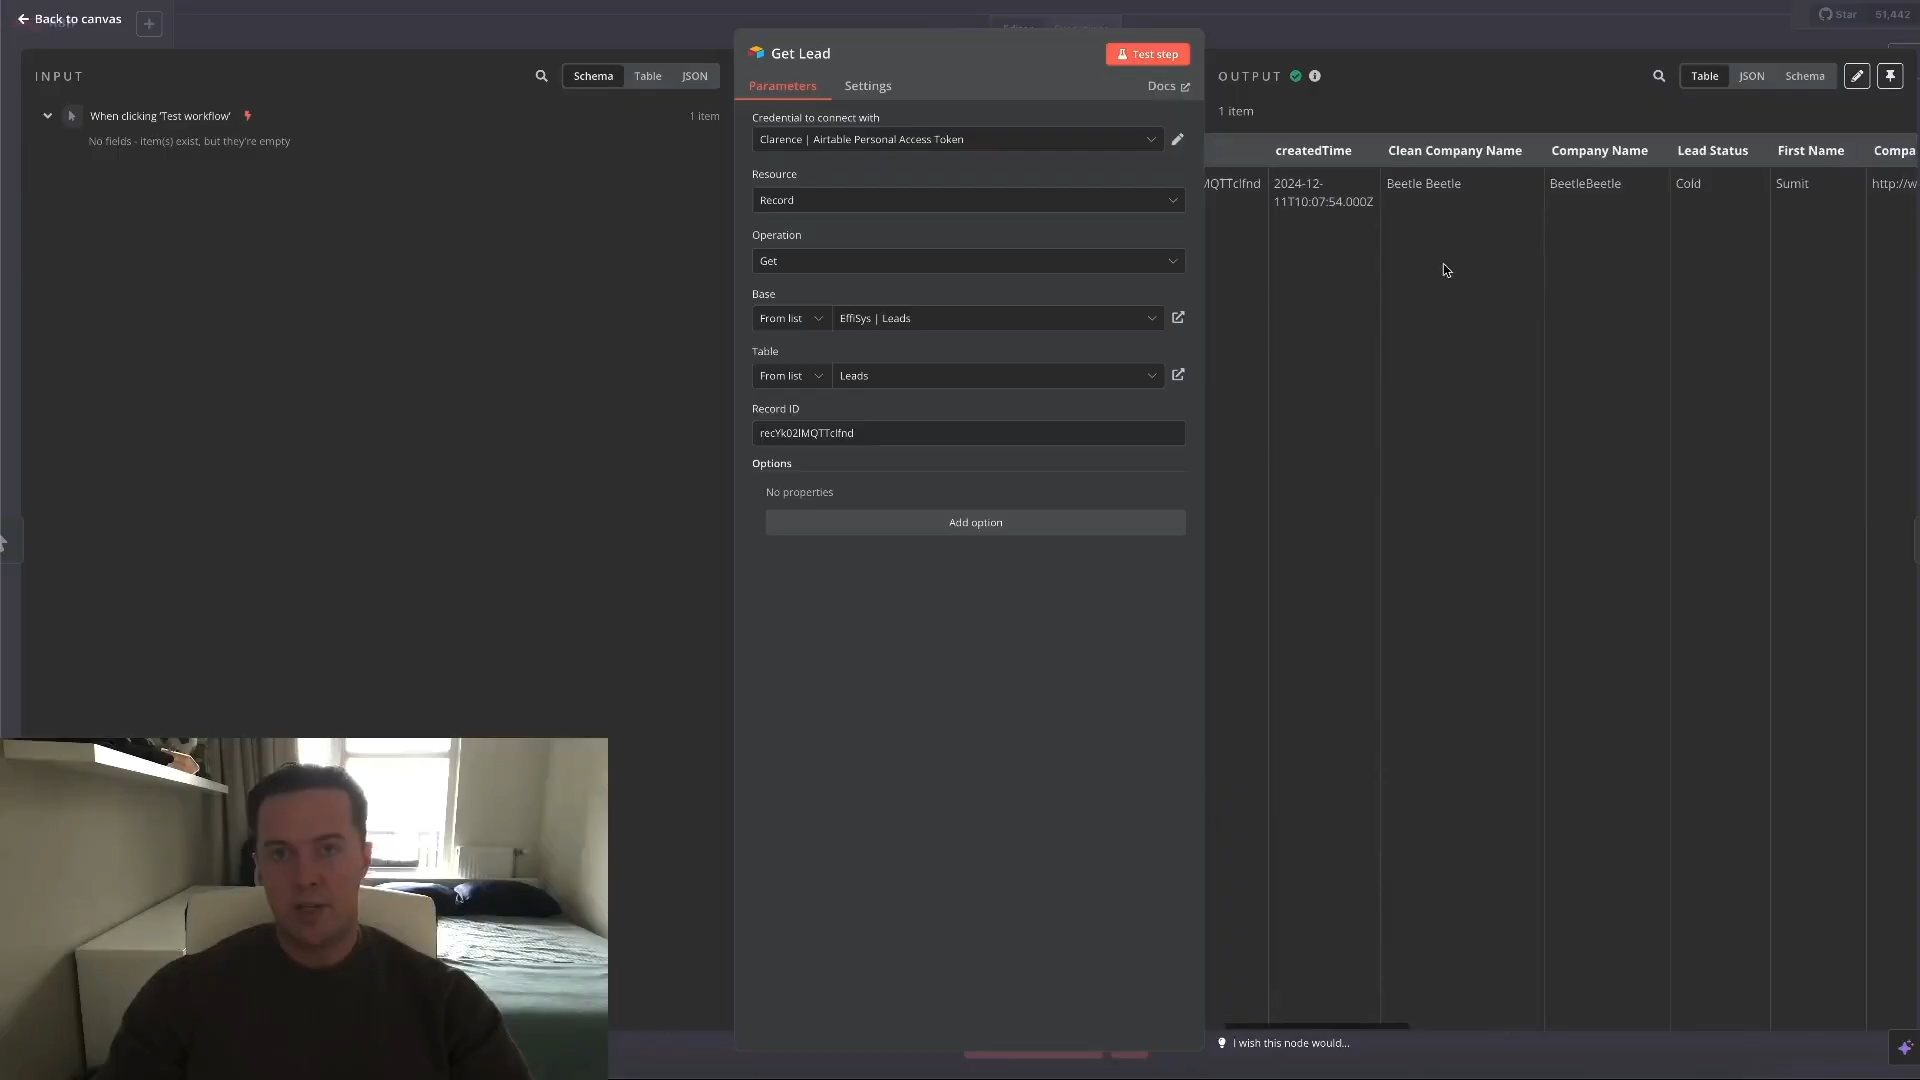 Back to canvas
Star
51,442
INPUT
Schema
Table
JSON
When clicking ‘Test workflow’
1 item
No fields - item(s) exist, but they're empty
Get Lead
Test step
Parameters
Settings
Docs
Credential to connect with
Clarence | Airtable Personal Access Token
Resource
Record
Operation
Get
Base
From list
EffiSys | Leads
Table
From list
Leads
Record ID
recYk02lMQTTclfnd
Options
No properties
Add option
OUTPUT
Table
JSON
Schema
1 item
createdTime
Clean Company Name
Company Name
Lead Status
First Name
Compa
MQTTclfnd
2024-12-
11T10:07:54.000Z
Beetle Beetle
BeetleBeetle
Cold
Sumit
http://w
I wish this node would...